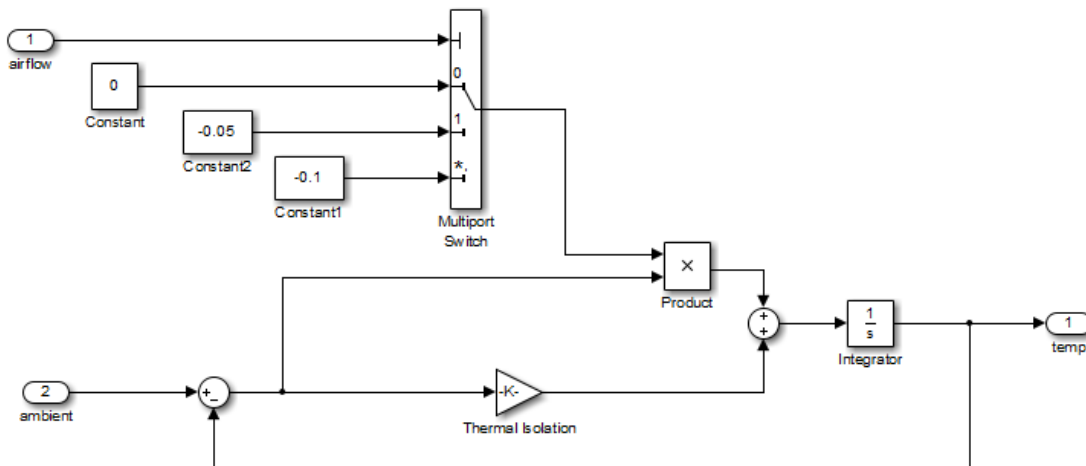 1
airflow
0
Constant
-0.05
Constant2
-0.1
Constant1
0
1
*,
Multiport
Switch
×
Product
+
+
1
s
Integrator
1
temp
2
ambient
+
−
-K-
Thermal Isolation